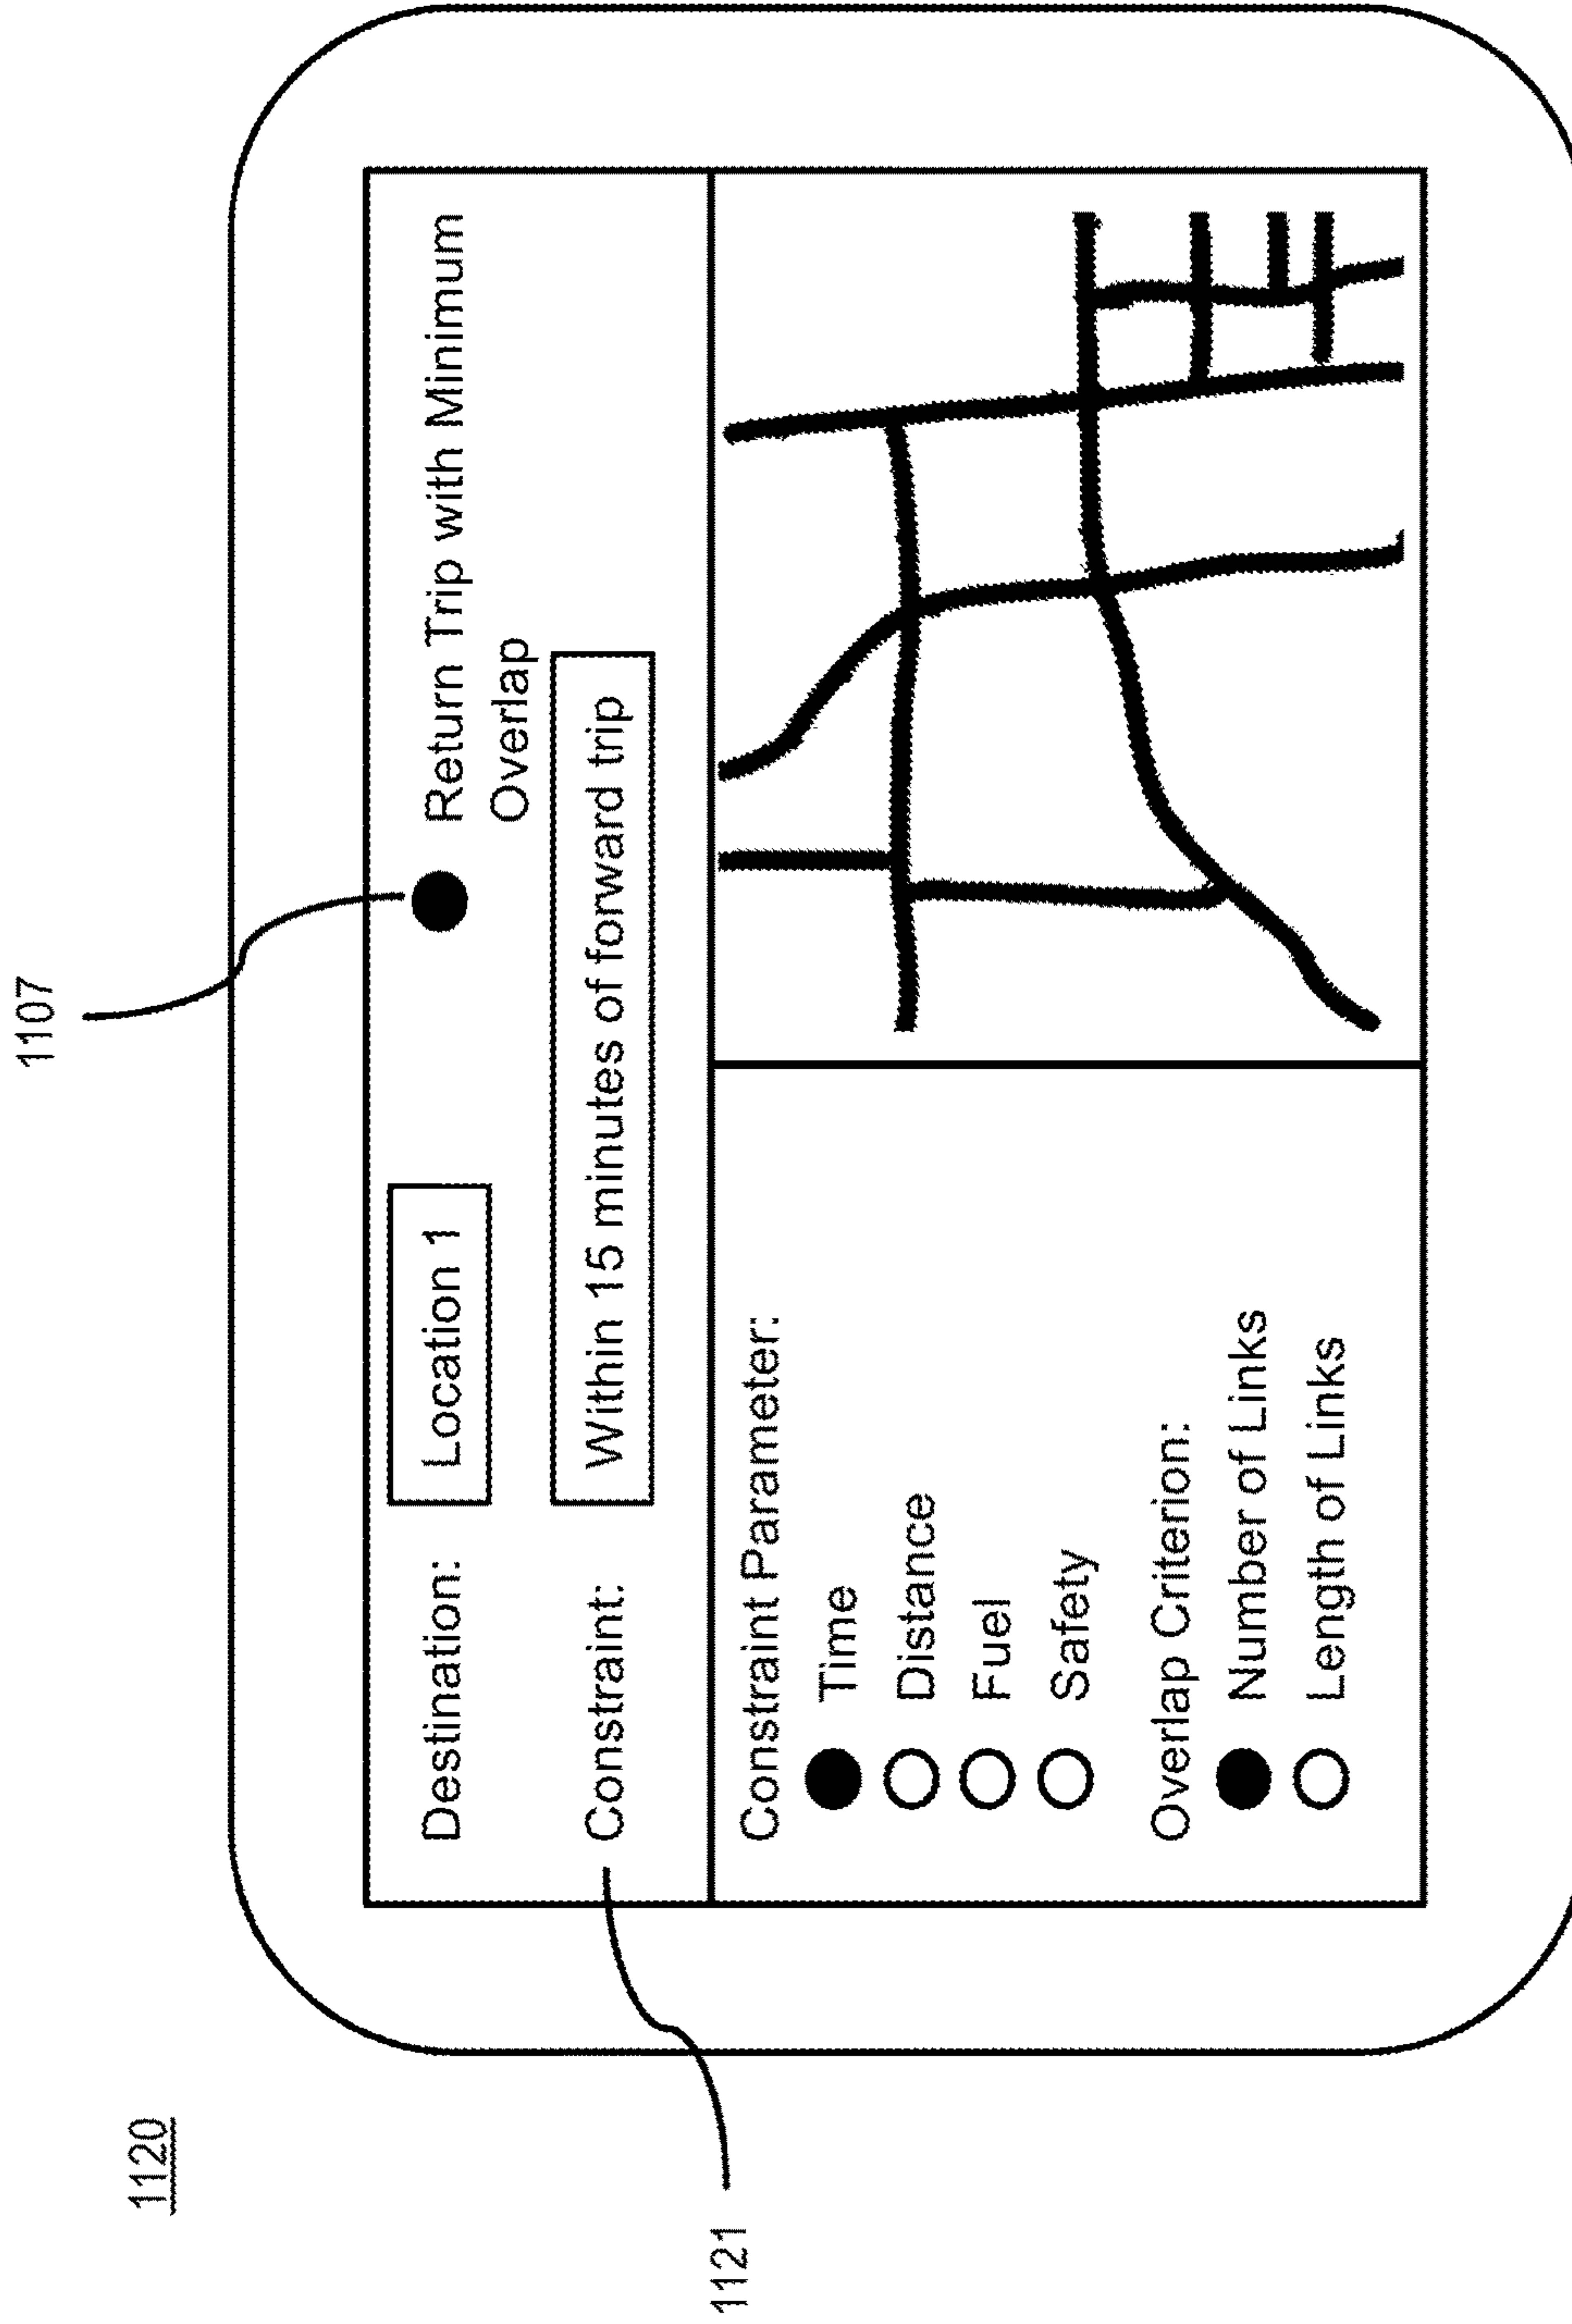 1120
1107
Destination: Location 1
Return Trip with Minimum
Overlap
Constraint: Within 15 minutes of forward trip
1121
Constraint Parameter:
Time
Distance
Fuel
Safety
Overlap Criterion:
Number of Links
Length of Links